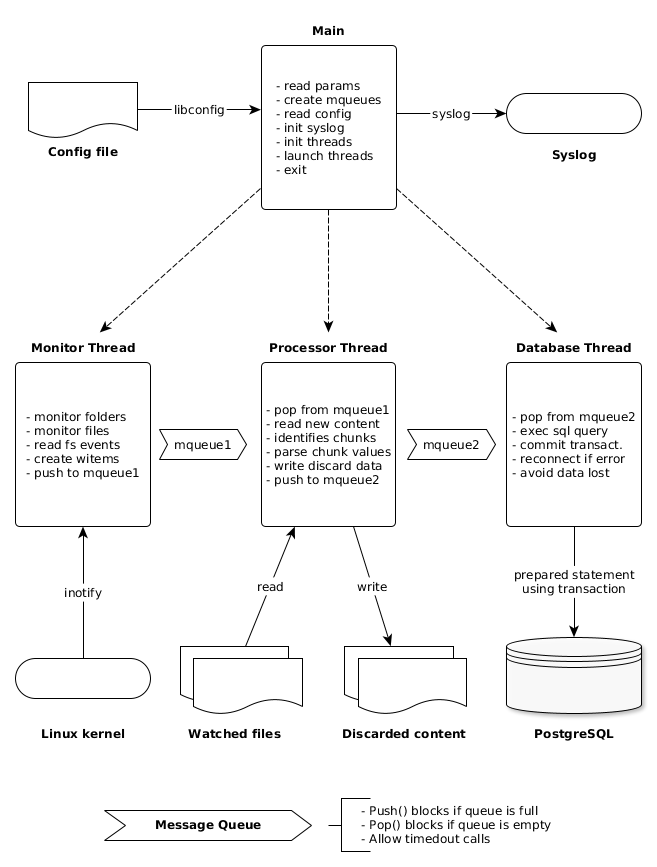 Main
- read params
- create mqueues
- read config
- init syslog
- init threads
- launch threads
- exit
libconfig
Config file
syslog
Syslog
Monitor Thread
- monitor folders
- monitor files
- read fs events
- create witems
- push to mqueue1
mqueue1
Processor Thread
- pop from mqueue1
- read new content
- identifies chunks
- parse chunk values
- write discard data
- push to mqueue2
mqueue2
Database Thread
- pop from mqueue2
- exec sql query
- commit transact.
- reconnect if error
- avoid data lost
inotify
read
write
prepared statement
using transaction
Linux kernel
Watched files
Discarded content
PostgreSQL
Message Queue
- Push() blocks if queue is full
- Pop() blocks if queue is empty
- Allow timedout calls